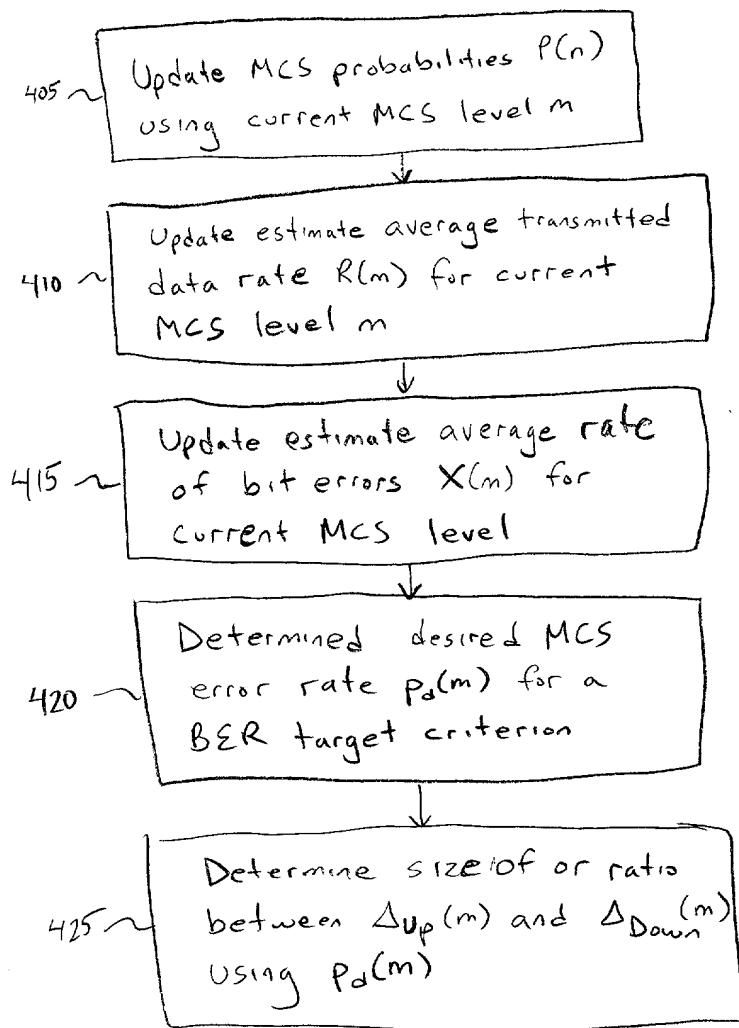 405
Update MCS probabilities P(n)
using current MCS level m
410
Update estimate average transmitted
data rate R(m) for current
MCS level m
415
Update estimate average rate
of bit errors X(m) for
current MCS level
420
Determined desired MCS
error rate pd(m) for a
BER target criterion
425
Determine size of or ratio
between ΔUp(m) and ΔDown(m)
using pd(m)